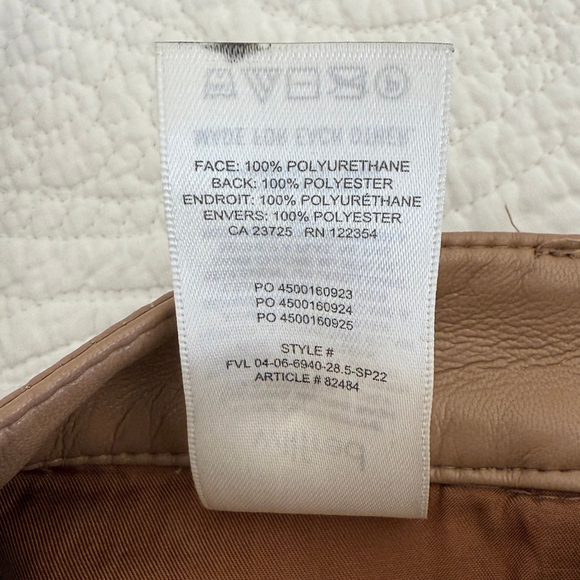 FACE: 100% POLYURETHANE
BACK: 100% POLYESTER
ENDROIT: 100% POLYURÉTHANE
ENVERS: 100% POLYESTER
CA 23725 RN 122354
PO 4500160923
PO 4500160924
PO 4500160925
STYLE #
FVL 04-06-6940-28.5-SP22
ARTICLE # 82484